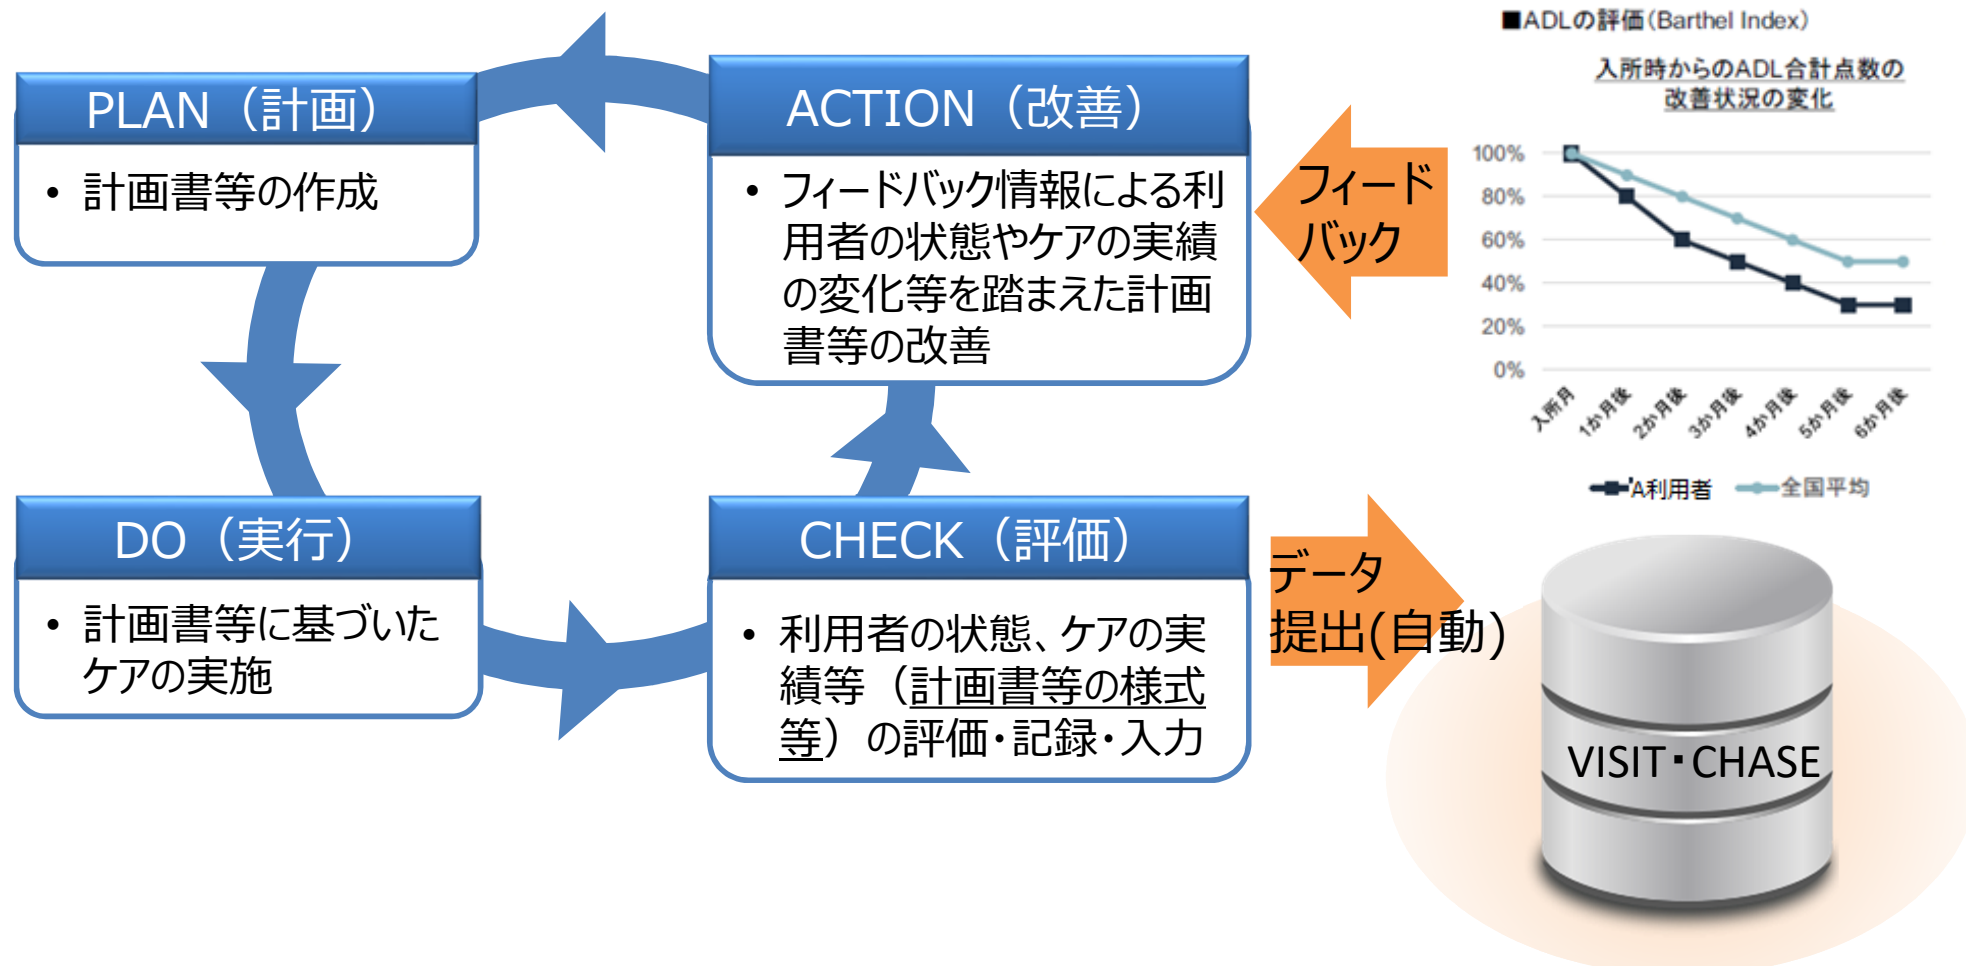 PLAN（計画）
• 計画書等の作成
ACTION（改善）
• フィードバック情報による利
用者の状態やケアの実績
の変化等を踏まえた計画
書等の改善
DO（実行）
• 計画書等に基づいた
ケアの実施
CHECK（評価）
• 利用者の状態、ケアの実
績等（計画書等の様式
等）の評価・記録・入力
フィード
バック
データ
提出(自動)
■ADLの評価（Barthel Index）
入所時からのADL合計点数の
改善状況の変化
100%
80%
60%
40%
20%
0%
入所月
1か月後
2か月後
3か月後
4か月後
5か月後
6か月後
'A利用者
全国平均
VISIT・CHASE